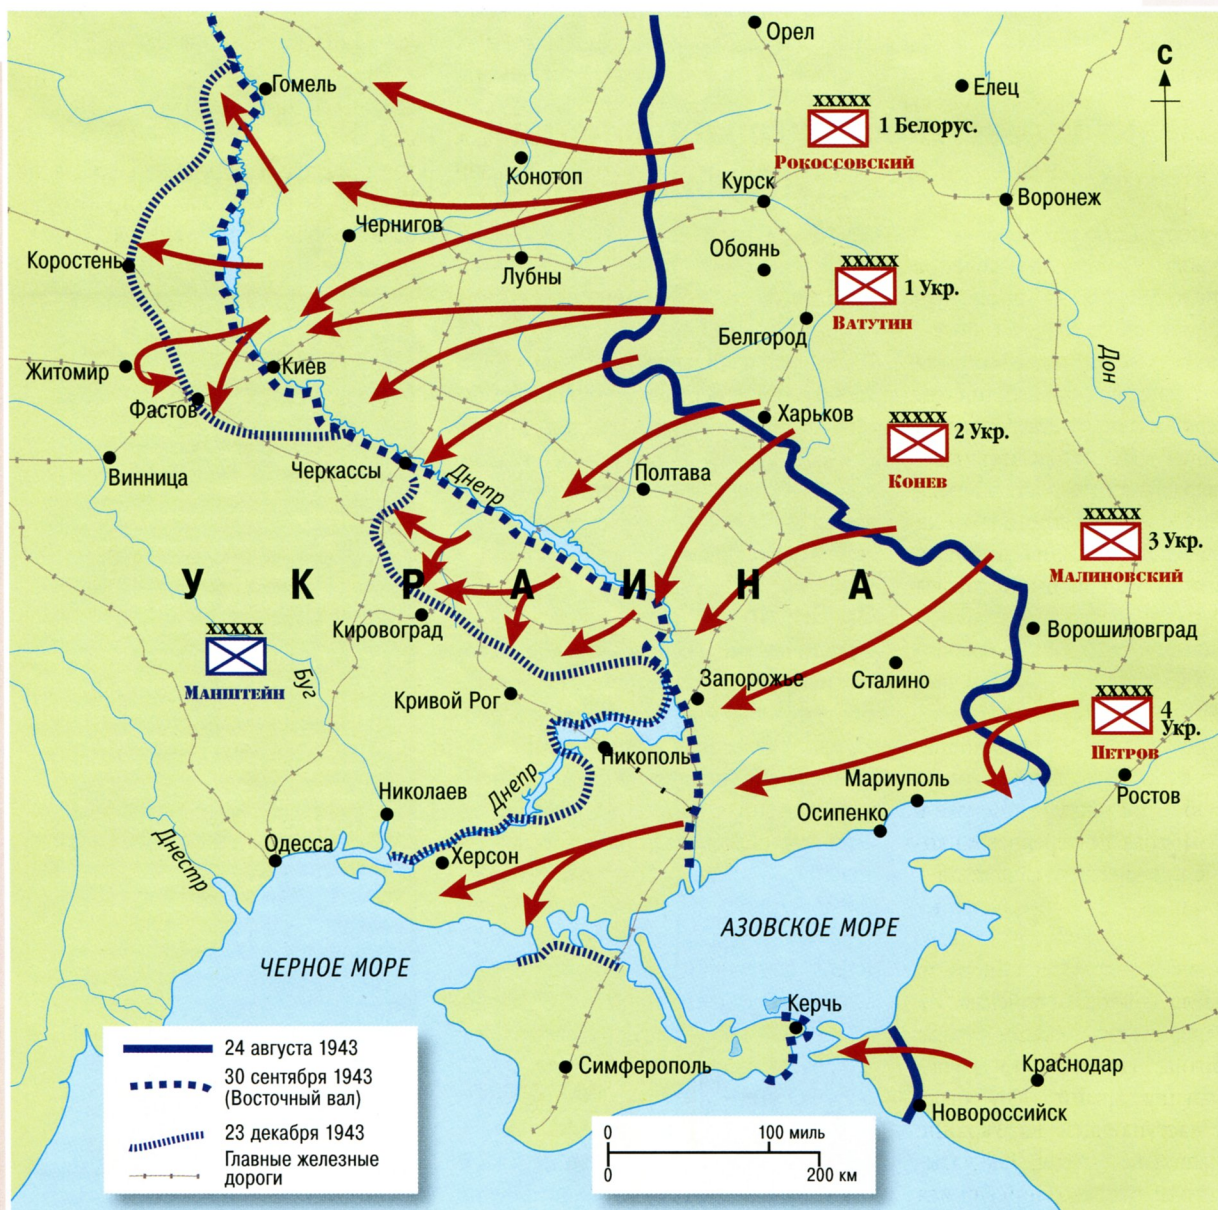 С
Орел
Елец
Гомель
XXXXX
1 Белорус.
Рокоссовский
Конотоп
Курск
Воронеж
Чернигов
Обоянь
Коростень
Лубны
XXXXX
1 Укр.
Ватутин
Белгород
Дон
Житомир
Киев
Фастов
Харьков
XXXXX
2 Укр.
Конев
Черкассы
Днепр
Полтава
Винница
XXXXX
3 Укр.
Малиновский
УКРАИНА
Кировоград
Ворошиловград
XXXXX
Манштейн
Буг
Запорожье
Сталино
Кривой Рог
XXXXX
4
Укр.
Петров
Никополь
Мариуполь
Ростов
Николаев
Днепр
Осипенко
Одесса
Херсон
Днестр
АЗОВСКОЕ МОРЕ
ЧЕРНОЕ МОРЕ
Керчь
Симферополь
Краснодар
Новороссийск
24 августа 1943
30 сентября 1943
(Восточный вал)
23 декабря 1943
Главные железные
дороги
0 100 миль
0 200 км